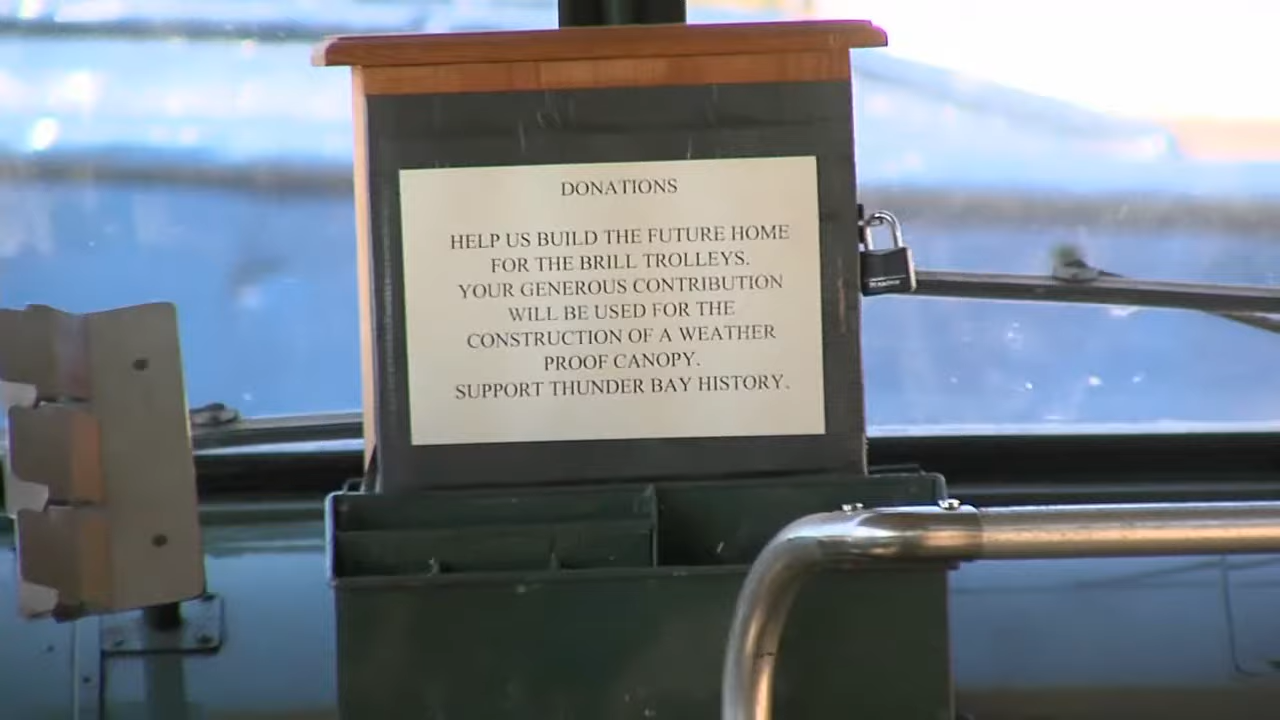 DONATIONS
HELP US BUILD THE FUTURE HOME
FOR THE BRILL TROLLEYS.
YOUR GENEROUS CONTRIBUTION
WILL BE USED FOR THE
CONSTRUCTION OF A WEATHER
PROOF CANOPY.
SUPPORT THUNDER BAY HISTORY.